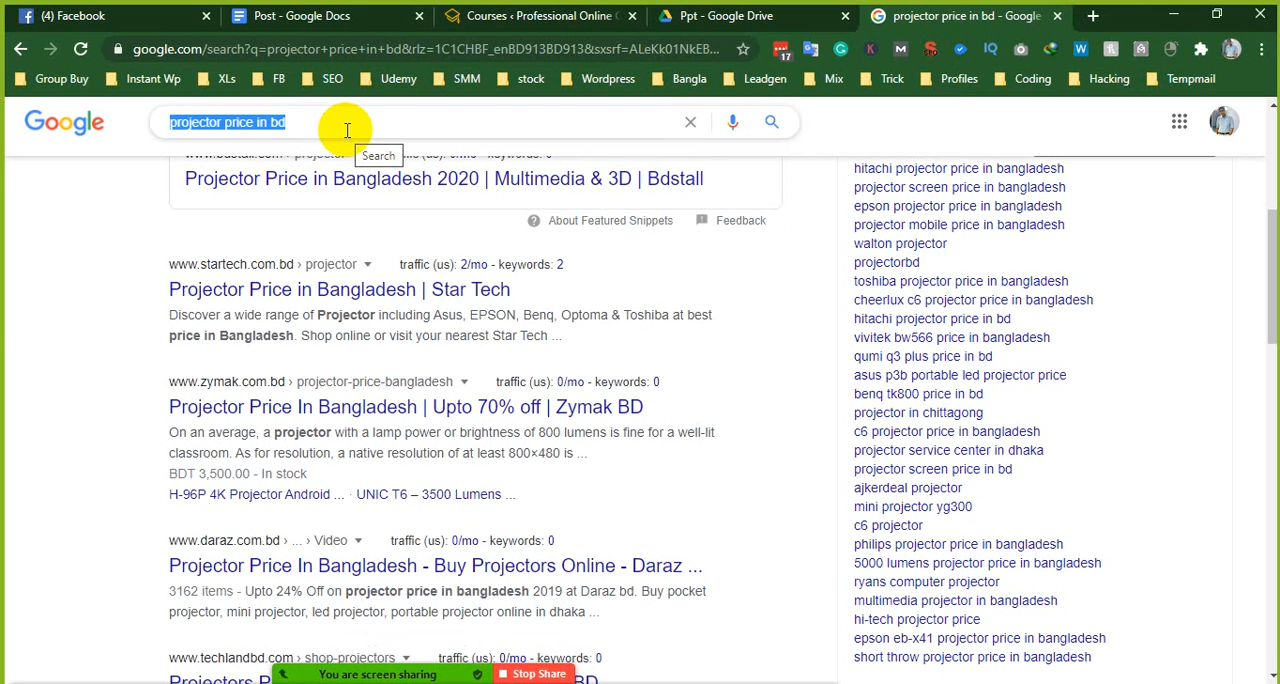 (4) Facebook
Post - Google Docs
Courses ‹ Professional Online C
Ppt - Google Drive
projector price in bd - Google
google.com/search?q=projector+price+in+bd&rlz=1C1CHBF_enBD913BD913&sxsrf=ALeKk01NkEB...
17
Group Buy
Instant Wp
XLs
FB
SEO
Udemy
SMM
stock
Wordpress
Bangla
Leadgen
Mix
Trick
Profiles
Coding
Hacking
Tempmail
Google
projector price in bd
Search
Projector Price in Bangladesh 2020 | Multimedia & 3D | Bdstall
About Featured Snippets
Feedback
www.startech.com.bd › projector
traffic (us): 2/mo - keywords: 2
Projector Price in Bangladesh | Star Tech
Discover a wide range of Projector including Asus, EPSON, Benq, Optoma & Toshiba at best
price in Bangladesh. Shop online or visit your nearest Star Tech ...
www.zymak.com.bd › projector-price-bangladesh
traffic (us): 0/mo - keywords: 0
Projector Price In Bangladesh | Upto 70% off | Zymak BD
On an average, a projector with a lamp power or brightness of 800 lumens is fine for a well-lit
classroom. As for resolution, a native resolution of at least 800×480 is ...
BDT 3,500.00 - In stock
H-96P 4K Projector Android ... · UNIC T6 – 3500 Lumens ...
www.daraz.com.bd › ... › Video
traffic (us): 0/mo - keywords: 0
Projector Price In Bangladesh - Buy Projectors Online - Daraz ...
3162 items - Upto 24% Off on projector price in bangladesh 2019 at Daraz bd. Buy pocket
projector, mini projector, led projector, portable projector online in dhaka ...
www.techlandbd.com › shop-projectors
traffic (us): 0/mo - keywords: 0
You are screen sharing
Stop Share
hitachi projector price in bangladesh
projector screen price in bangladesh
epson projector price in bangladesh
projector mobile price in bangladesh
walton projector
projectorbd
toshiba projector price in bangladesh
cheerlux c6 projector price in bangladesh
hitachi projector price in bd
vivitek bw566 price in bangladesh
qumi q3 plus price in bd
asus p3b portable led projector price
benq tk800 price in bd
projector in chittagong
c6 projector price in bangladesh
projector service center in dhaka
projector screen price in bd
ajkerdeal projector
mini projector yg300
c6 projector
philips projector price in bangladesh
5000 lumens projector price in bangladesh
ryans computer projector
multimedia projector in bangladesh
hi-tech projector price
epson eb-x41 projector price in bangladesh
short throw projector price in bangladesh